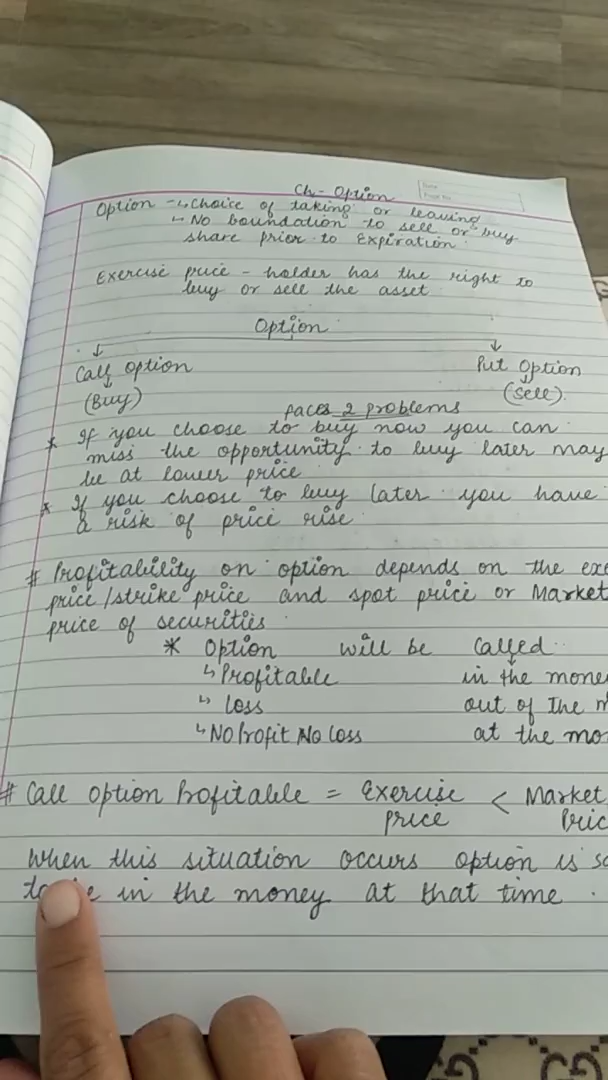 Ch - Option
Option → Choice of taking or leaving
↳ No boundation to sell or buy
share prior to Expiration.
Exercise price - holder has the right to
buy or sell the asset.
Option
Call option
Put Option
(Buy)
(Sell).
faces 2 problems
* If you choose to buy now you can
miss the opportunity to buy later may
be at lower price.
* If you choose to buy later you have
a risk of price rise.
# Profitability on option depends on the exe
price/strike price and spot price or Market
price of securities.
* Option will be Called..
↳ Profitable in the mone
↳ loss out of The m
↳ No Profit No loss at the mo
# Call option Profitable = Exercise < Market
price Pric
When this situation occurs option is sa
in the money at that time.